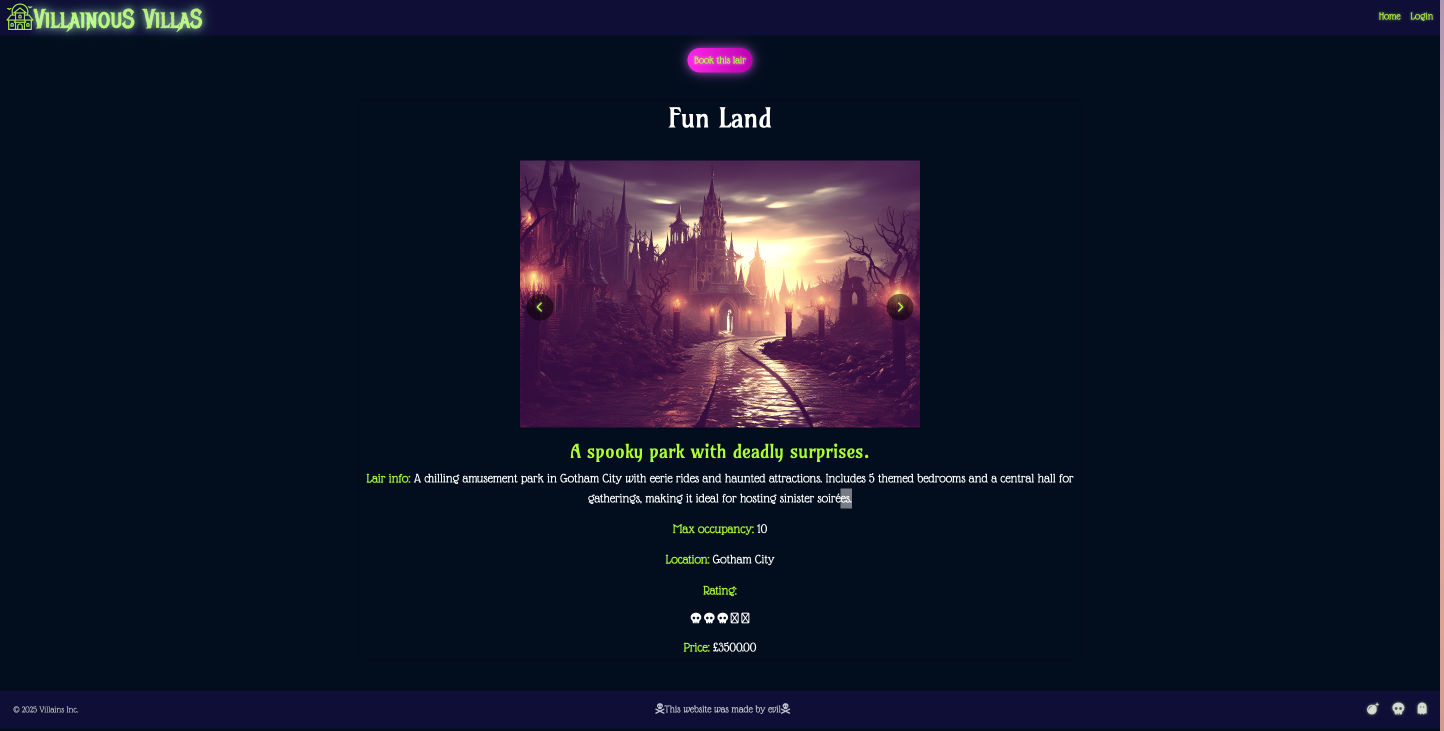 VILLAINOUS VILLAS
Home Login
Book this lair
Fun Land
A spooky park with deadly surprises.
Lair info: A chilling amusement park in Gotham City with eerie rides and haunted attractions. Includes 5 themed bedrooms and a central hall for
gatherings, making it ideal for hosting sinister soirées.
Max occupancy: 10
Location: Gotham City
Rating:
Price: £3500.00
© 2025 Villains Inc.
This website was made by evil